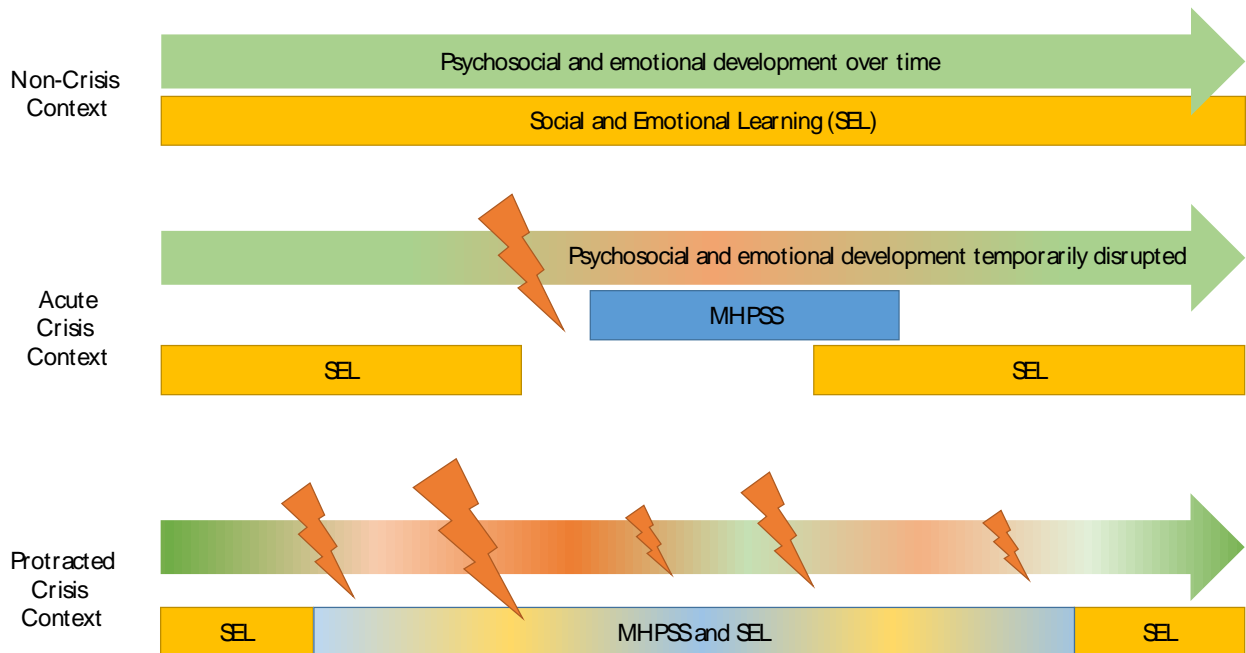 Psychosocial and emotional development over time
Non-Crisis
Context
Social and Emotional Learning (SEL)
Psychosocial and emotional development temporarily disrupted
Acute
Crisis
Context
MHPSS
SEL
SEL
Protracted
Crisis
Context
SEL
MHPSS and SEL
SEL